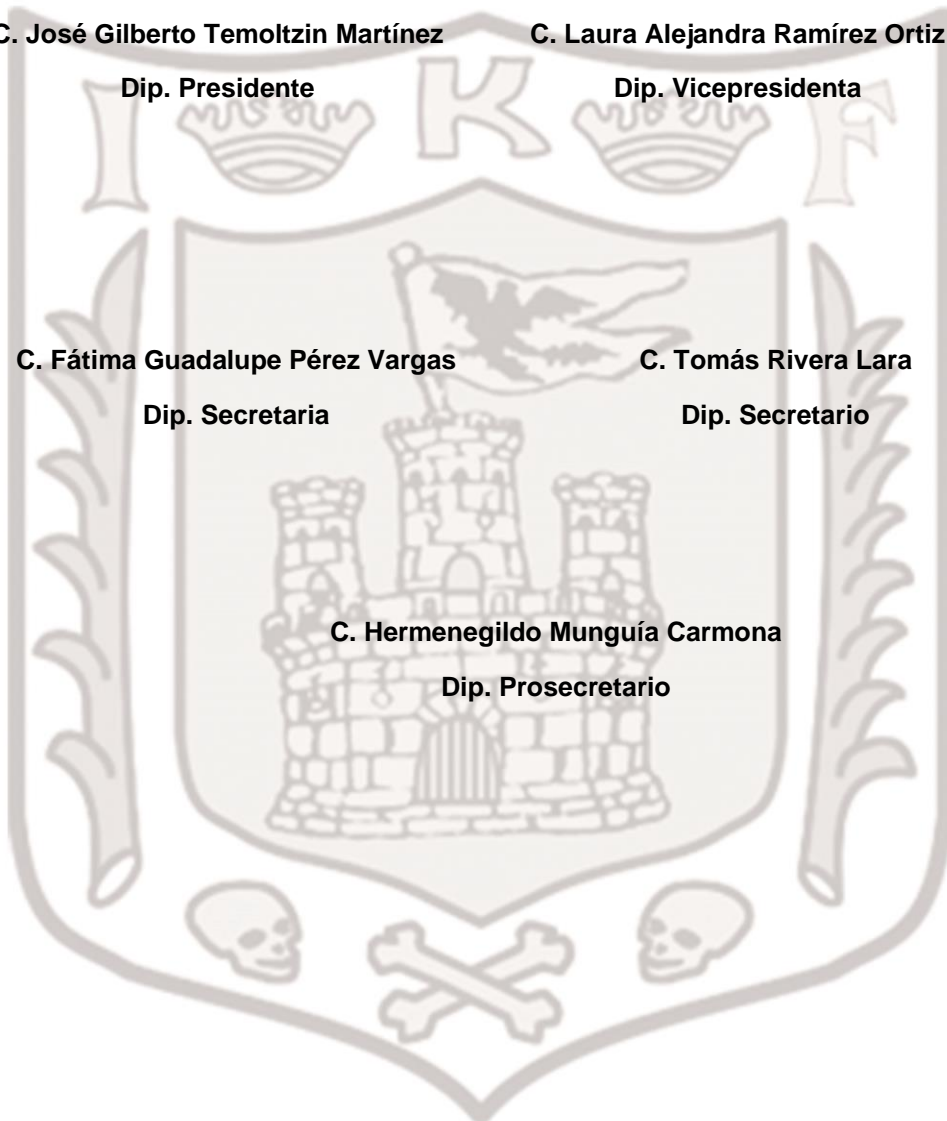 C. José Gilberto Temoltzin Martínez
C. Laura Alejandra Ramírez Ortiz
Dip. Presidente
Dip. Vicepresidenta
I K F
C. Fátima Guadalupe Pérez Vargas
C. Tomás Rivera Lara
Dip. Secretaria
Dip. Secretario
C. Hermenegildo Munguía Carmona
Dip. Prosecretario